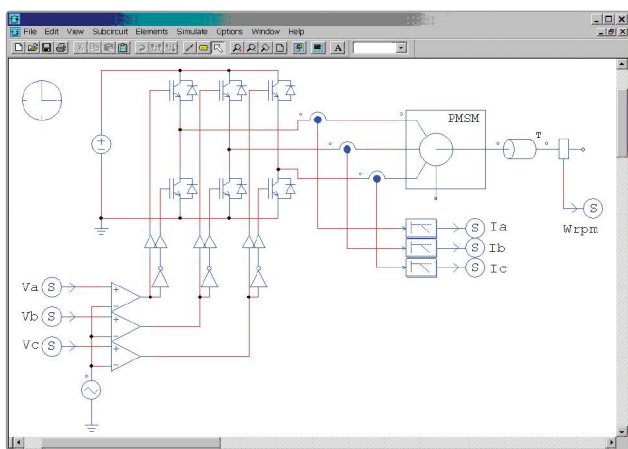 File Edit View Subcircuit Elements Simulate Options Window Help
A
PMSM
T
S
Wrpm
S Ia
S Ib
S Ic
Va S
Vb S
Vc S